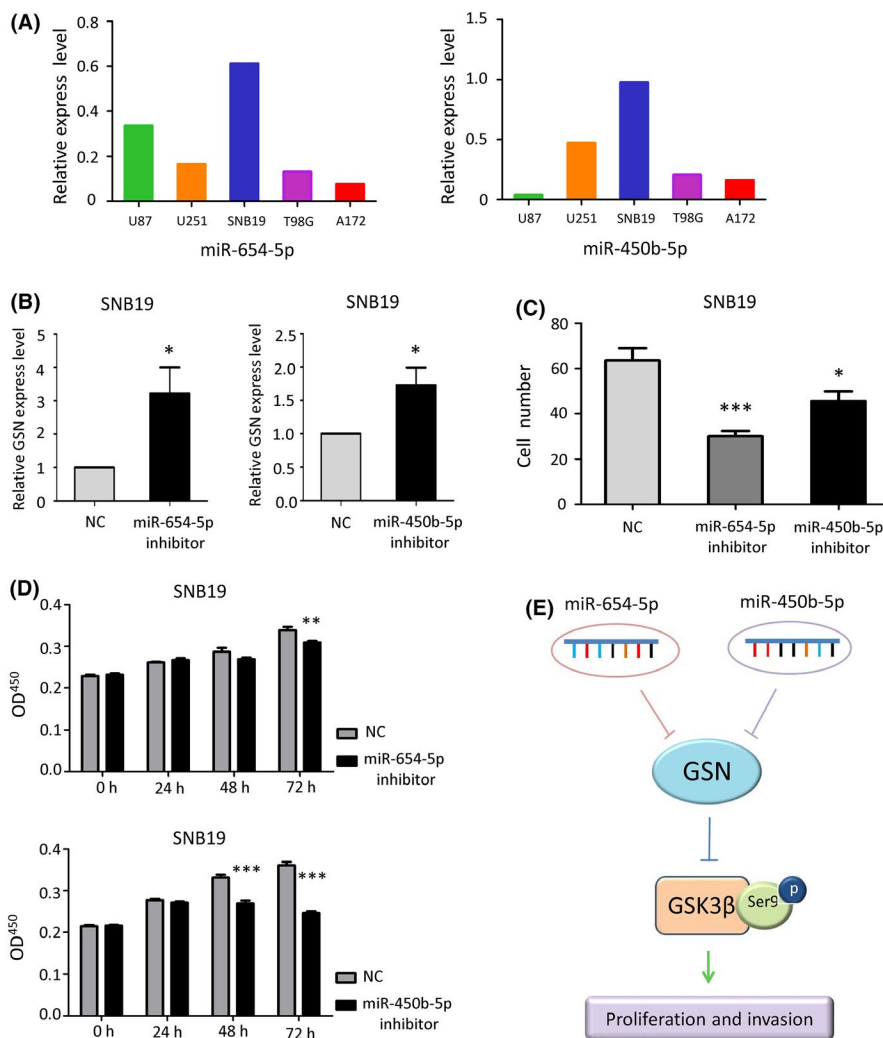 (A)
Relative express level
0.8
0.6
0.4
0.2
0
U87 U251 SNB19 T98G A172
miR-654-5p
Relative express level
1.5
1.0
0.5
0
U87 U251 SNB19 T98G A172
miR-450b-5p
(B)
SNB19
Relative GSN express level
5
4
3
2
1
0
*
NC miR-654-5p
inhibitor
SNB19
Relative GSN express level
2.5
2.0
1.5
1.0
0.5
0.0
*
NC miR-450b-5p
inhibitor
(C)
SNB19
Cell number
80
60
40
20
0
***
*
NC miR-654-5p miR-450b-5p
inhibitor inhibitor
(D)
SNB19
OD450
0.4
0.3
0.2
0.1
0.0
**
NC
miR-654-5p
inhibitor
0 h 24 h 48 h 72 h
SNB19
OD450
0.4
0.3
0.2
0.1
0.0
*** ***
NC
miR-450b-5p
inhibitor
0 h 24 h 48 h 72 h
(E)
miR-654-5p miR-450b-5p
GSN
GSK3β Ser9 p
Proliferation and invasion